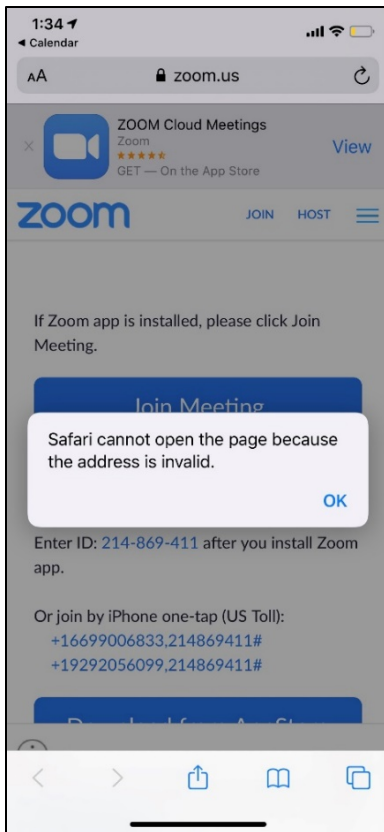 1:34
Calendar
AA zoom.us
ZOOM Cloud Meetings
Zoom
GET — On the App Store
View
zoom JOIN HOST
If Zoom app is installed, please click Join
Meeting.
Join Meeting
Safari cannot open the page because
the address is invalid.
OK
Enter ID: 214-869-411 after you install Zoom
app.
Or join by iPhone one-tap (US Toll):
+16699006833,214869411#
+19292056099,214869411#
Download from AppStore